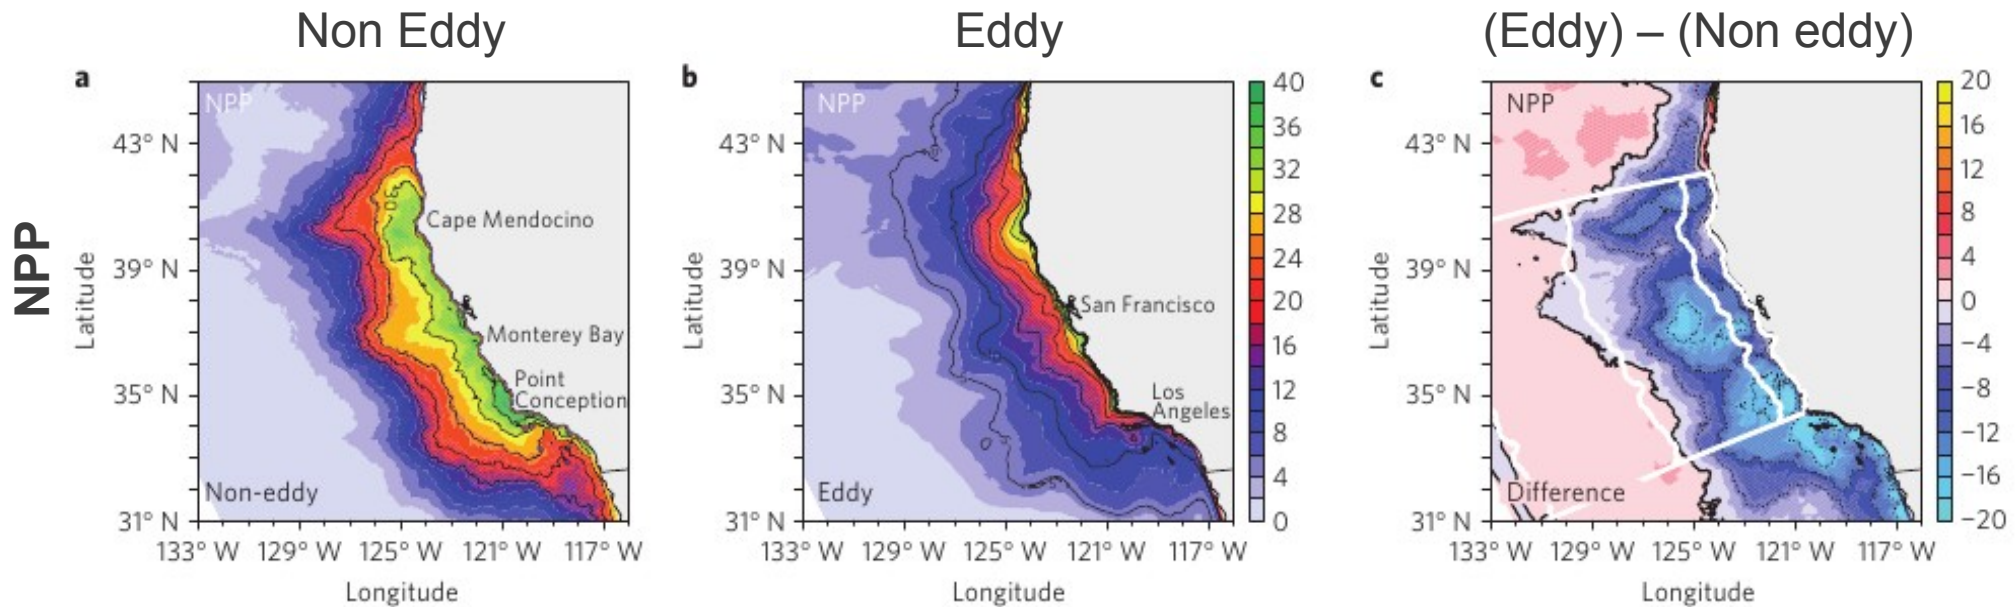 Non Eddy
Eddy
(Eddy) – (Non eddy)
NPP
a
NPP
Cape Mendocino
Monterey Bay
Point
Conception
30
Non-eddy
43° N
39° N
35° N
31° N
Latitude
133° W 129° W 125° W 121° W 117° W
Longitude
b
NPP
San Francisco
Los
Angeles
0
Eddy
43° N
39° N
35° N
31° N
Latitude
133° W 129° W 125° W 121° W 117° W
Longitude
40
36
32
28
24
20
16
12
8
4
0
c
NPP
Difference
43° N
39° N
35° N
31° N
Latitude
133° W 129° W 125° W 121° W 117° W
Longitude
20
16
12
8
4
0
−4
−8
−12
−16
−20